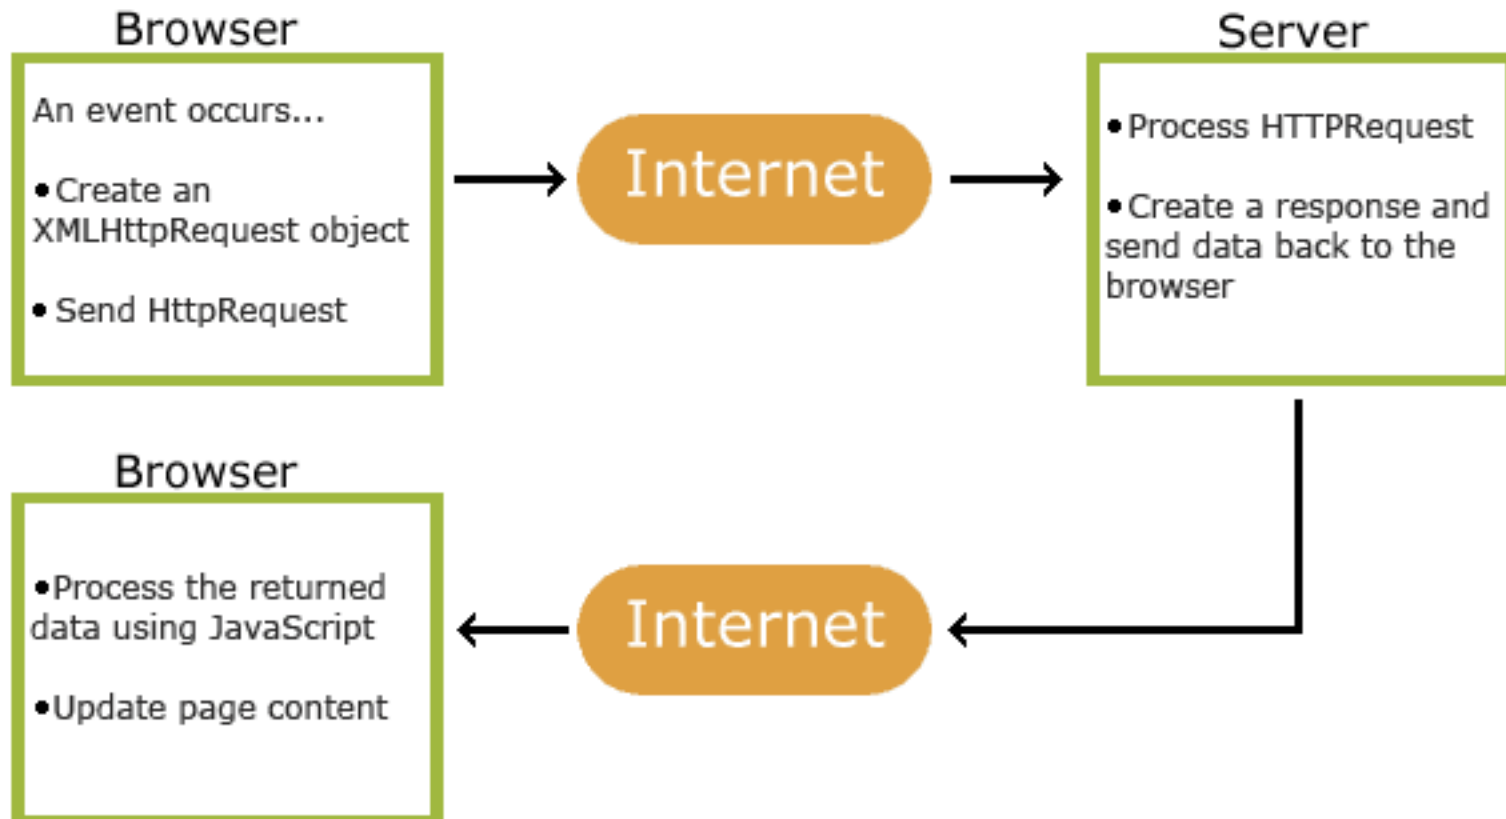 Browser
An event occurs...
•Create an
XMLHttpRequest object
• Send HttpRequest
Internet
Server
•Process HTTPRequest
•Create a response and
send data back to the
browser
Browser
•Process the returned
data using JavaScript
•Update page content
Internet